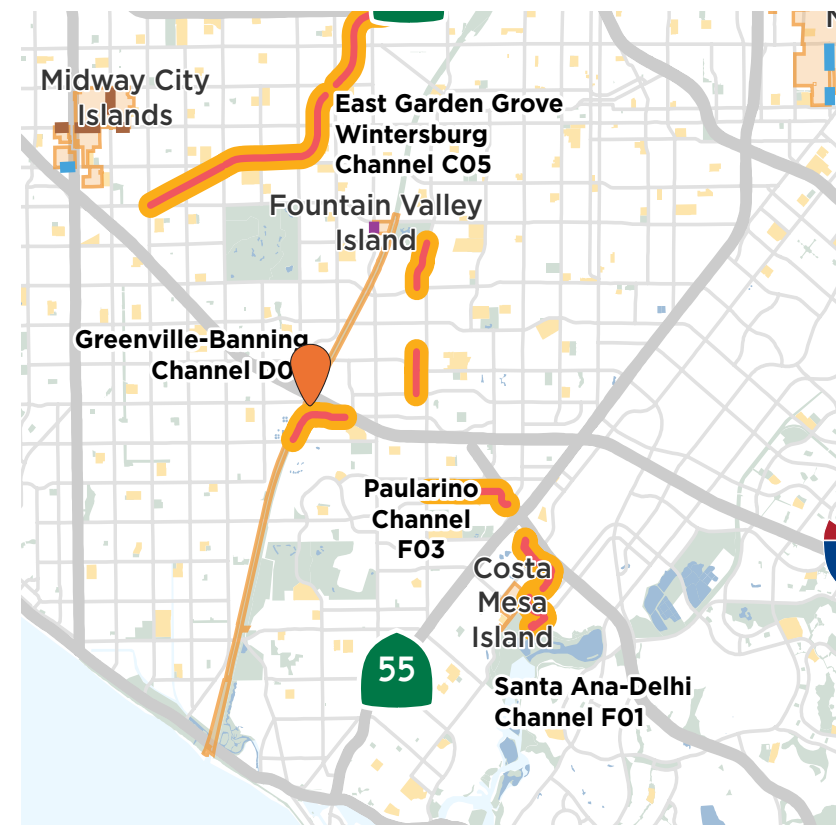 Midway City
Islands
East Garden Grove
Wintersburg
Channel C05
Fountain Valley
Island
Greenville-Banning
Channel D0
Paularino
Channel
F03
Costa
Mesa
Island
55
Santa Ana-Delhi
Channel F01